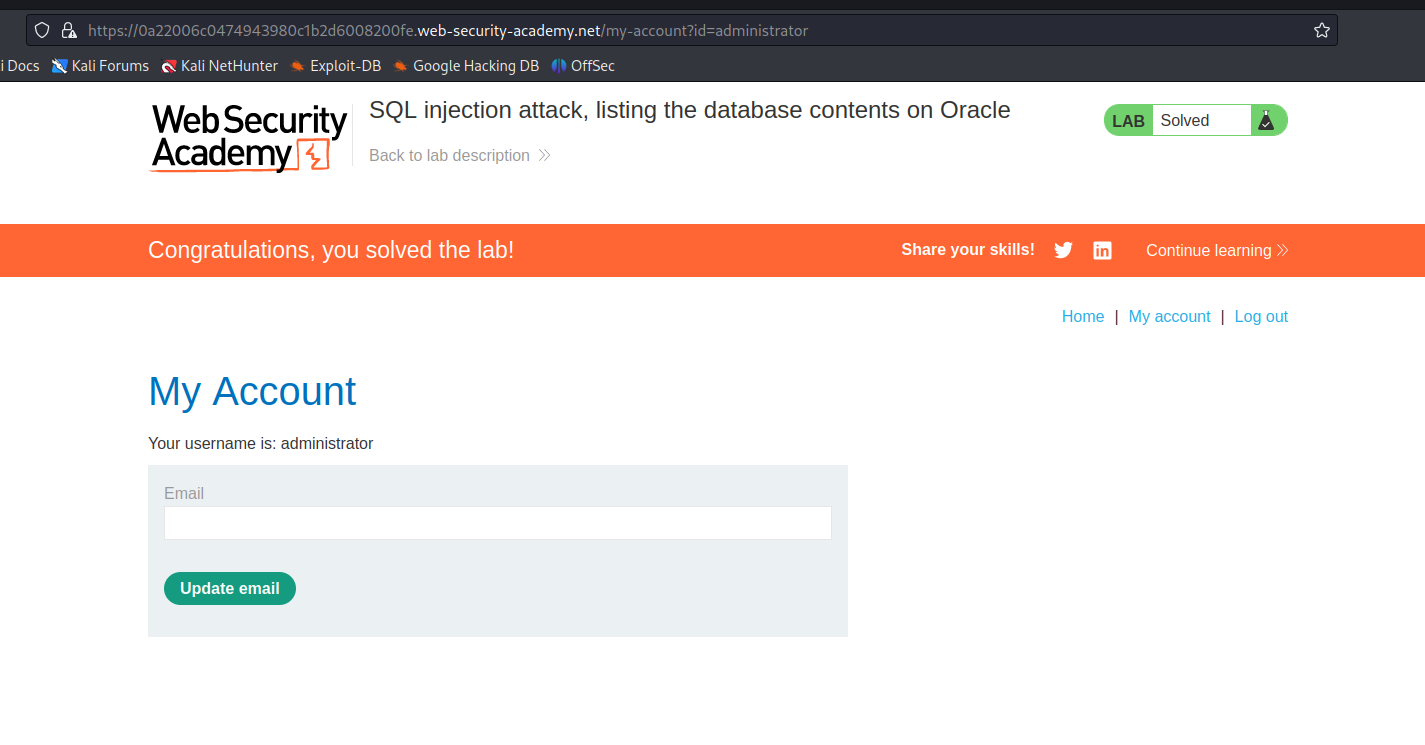 https://0a22006c0474943980c1b2d6008200fe.web-security-academy.net/my-account?id=administrator
i Docs Kali Forums Kali NetHunter Exploit-DB Google Hacking DB OffSec
Web Security
Academy
SQL injection attack, listing the database contents on Oracle
Back to lab description
LAB Solved
Congratulations, you solved the lab!
Share your skills!
Continue learning
Home | My account | Log out
My Account
Your username is: administrator
Email
Update email